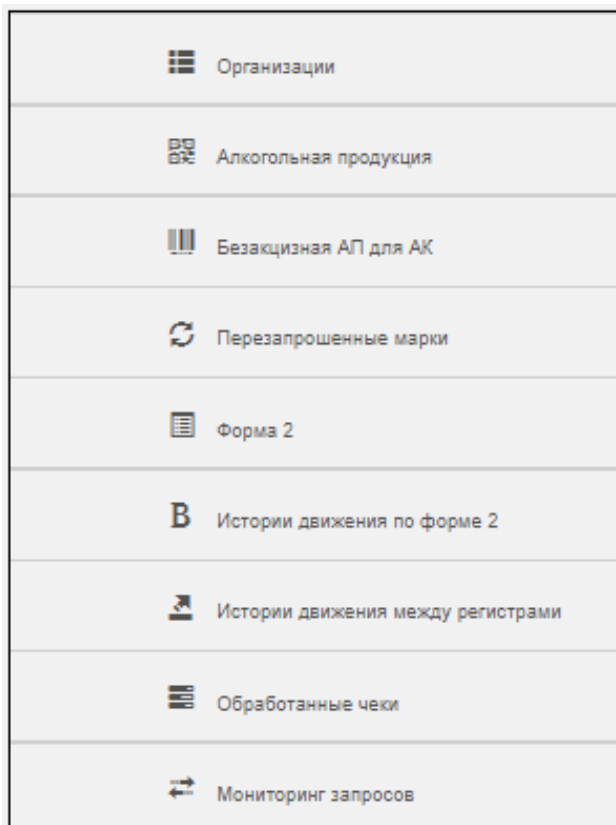 Организации
Алкогольная продукция
Безакцизная АП для АК
Перезапрошенные марки
Форма 2
B Истории движения по форме 2
Истории движения между регистрами
Обработанные чеки
Мониторинг запросов